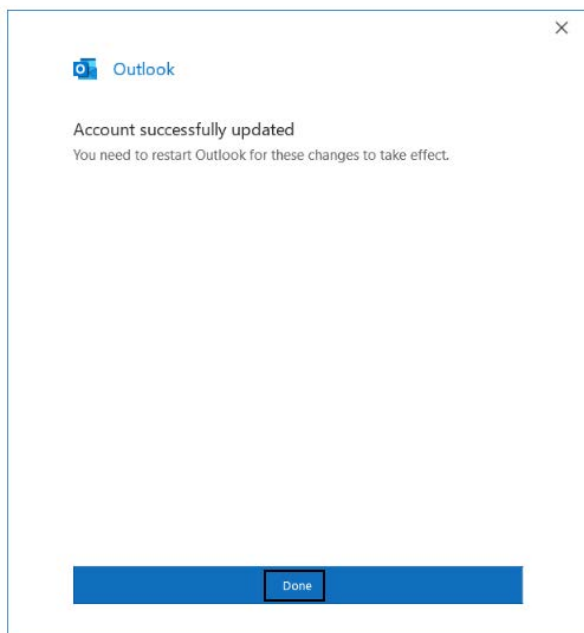 Outlook
Account successfully updated
You need to restart Outlook for these changes to take effect.
Done